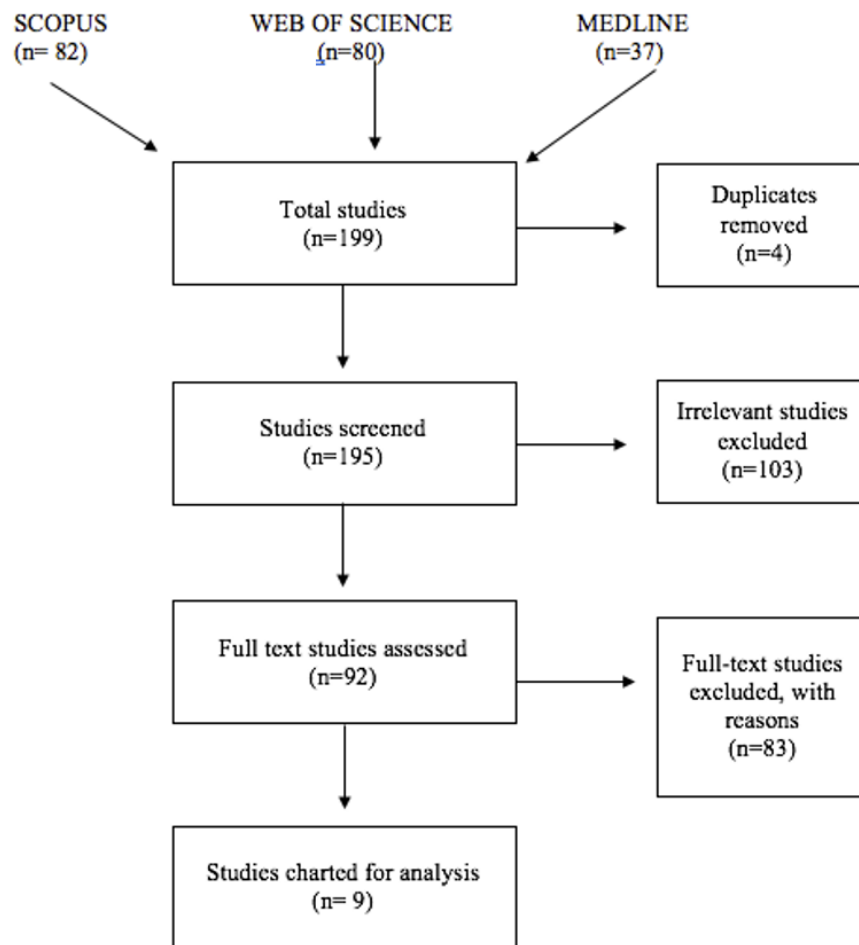 SCOPUS
(n= 82)
WEB OF SCIENCE
(n=80)
MEDLINE
(n=37)
Total studies
(n=199)
Duplicates
removed
(n=4)
Studies screened
(n=195)
Irrelevant studies
excluded
(n=103)
Full text studies assessed
(n=92)
Full-text studies
excluded, with
reasons
(n=83)
Studies charted for analysis
(n= 9)